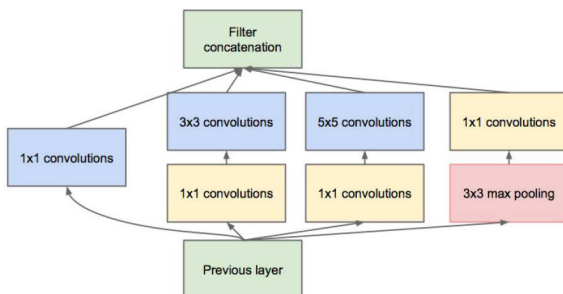 Filter
concatenation
3x3 convolutions
5x5 convolutions
1x1 convolutions
1x1 convolutions
1x1 convolutions
1x1 convolutions
3x3 max pooling
Previous layer